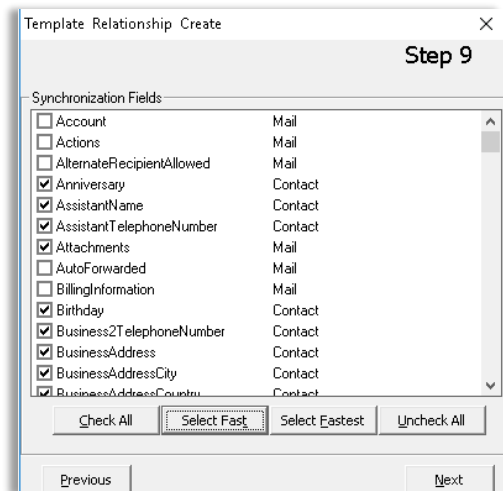 Template Relationship Create
Step 9
Synchronization Fields
Account Mail
Actions Mail
AlternateRecipientAllowed Mail
Anniversary Contact
AssistantName Contact
AssistantTelephoneNumber Contact
Attachments Mail
AutoForwarded Mail
BillingInformation Mail
Birthday Contact
Business2TelephoneNumber Contact
BusinessAddress Contact
BusinessAddressCity Contact
BusinessAddressCountry Contact
Check All Select Fast Select Fastest Uncheck All
Previous Next